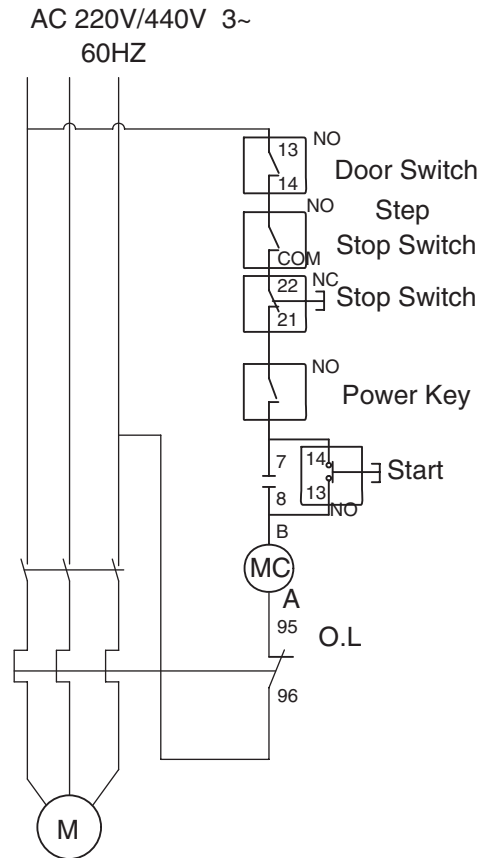 AC 220V/440V 3~
60HZ
NO
13
14
Door Switch
NO
Step
Stop Switch
COM
22
NC
Stop Switch
21
NO
Power Key
7
14
Start
8
13
NO
B
MC
A
95
O.L
96
M